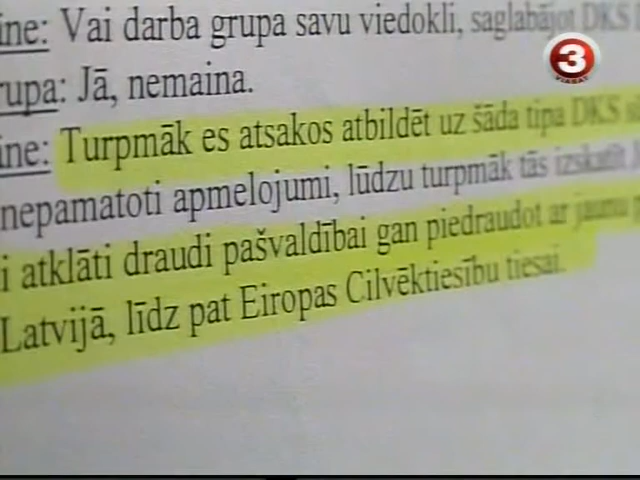 ine: Vai darba grupa savu viedokli, saglabājot DKS
rupa: Jā, nemaina.
ine: Turpmāk es atsakos atbildēt uz šāda tipa DKS
nepamatoti apmelojumi, lūdzu turpmāk tās izskatīt
i atklāti draudi pašvaldībai gan piedraudot ar jaunu
Latvijā, līdz pat Eiropas Cilvēktiesību tiesai.
3
VIASAT